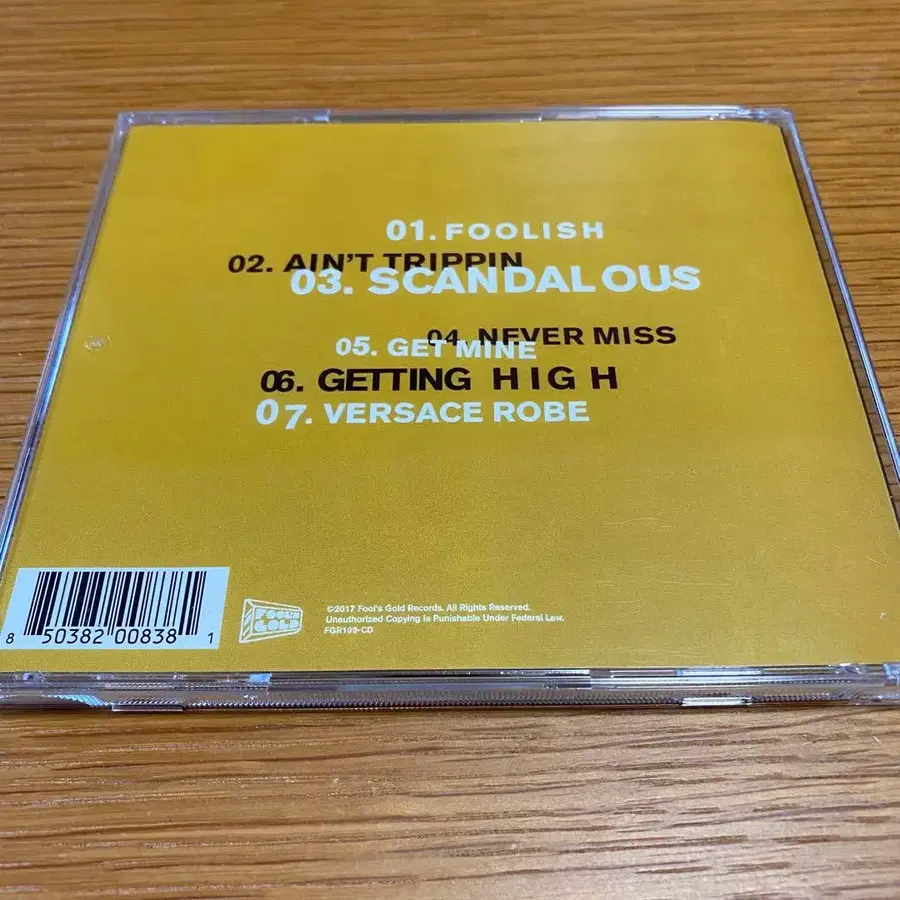 01. FOOLISH
02. AIN'T TRIPPIN
03. SCANDALOUS
04. NEVER MISS
05. GET MINE
06. GETTING HIGH
07. VERSACE ROBE
8 50382 00838 1
FOOL'S
GOLD
©2017 Fool's Gold Records. All Rights Reserved.
Unauthorized Copying is Punishable Under Federal Law.
FGR199-CD